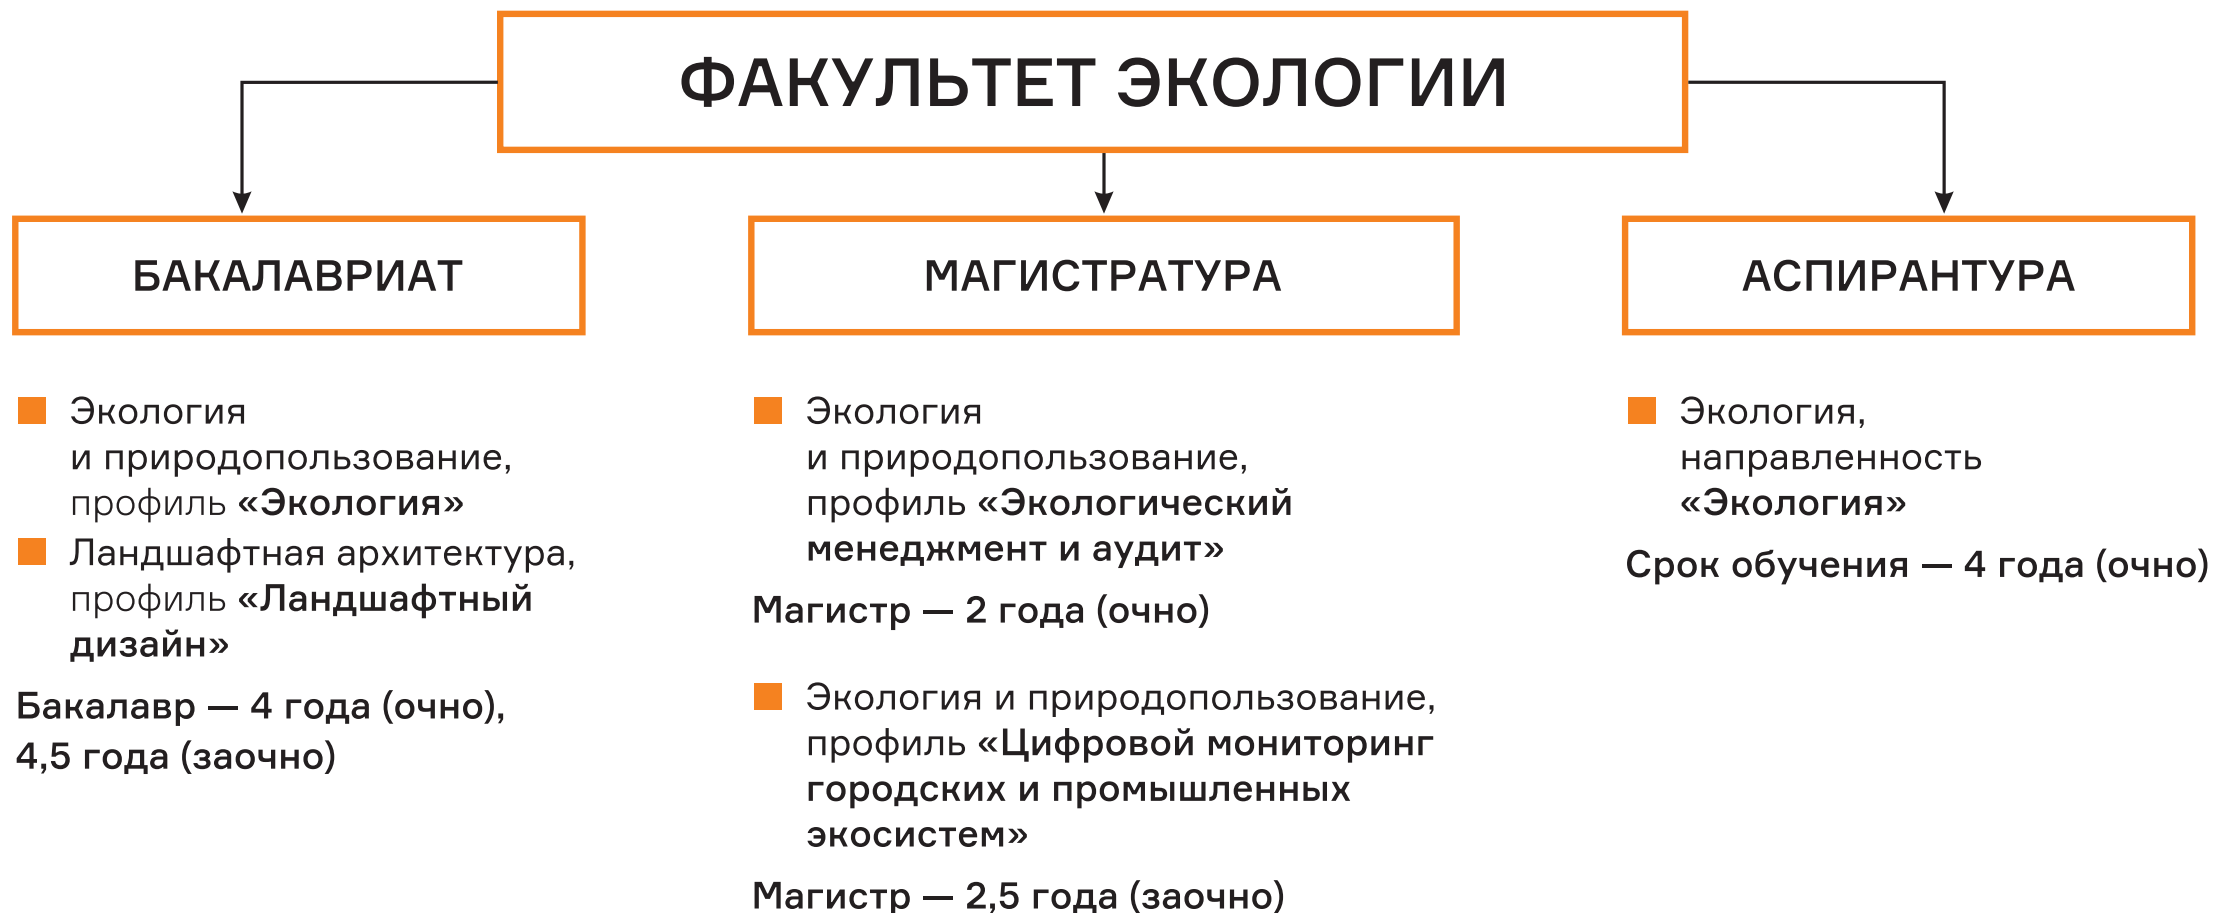 ФАКУЛЬТЕТ ЭКОЛОГИИ
БАКАЛАВРИАТ
Экология
и природопользование,
профиль «Экология»
Ландшафтная архитектура,
профиль «Ландшафтный
дизайн»
Бакалавр — 4 года (очно),
4,5 года (заочно)
МАГИСТРАТУРА
Экология
и природопользование,
профиль «Экологический
менеджмент и аудит»
Магистр — 2 года (очно)
Экология и природопользование,
профиль «Цифровой мониторинг
городских и промышленных
экосистем»
Магистр — 2,5 года (заочно)
АСПИРАНТУРА
Экология,
направленность
«Экология»
Срок обучения — 4 года (очно)